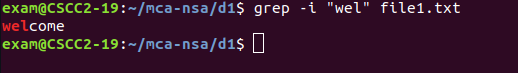 exam@CSCC2-19:~/mca-nsa/d1$ grep -i "wel" file1.txt
welcome
exam@CSCC2-19:~/mca-nsa/d1$